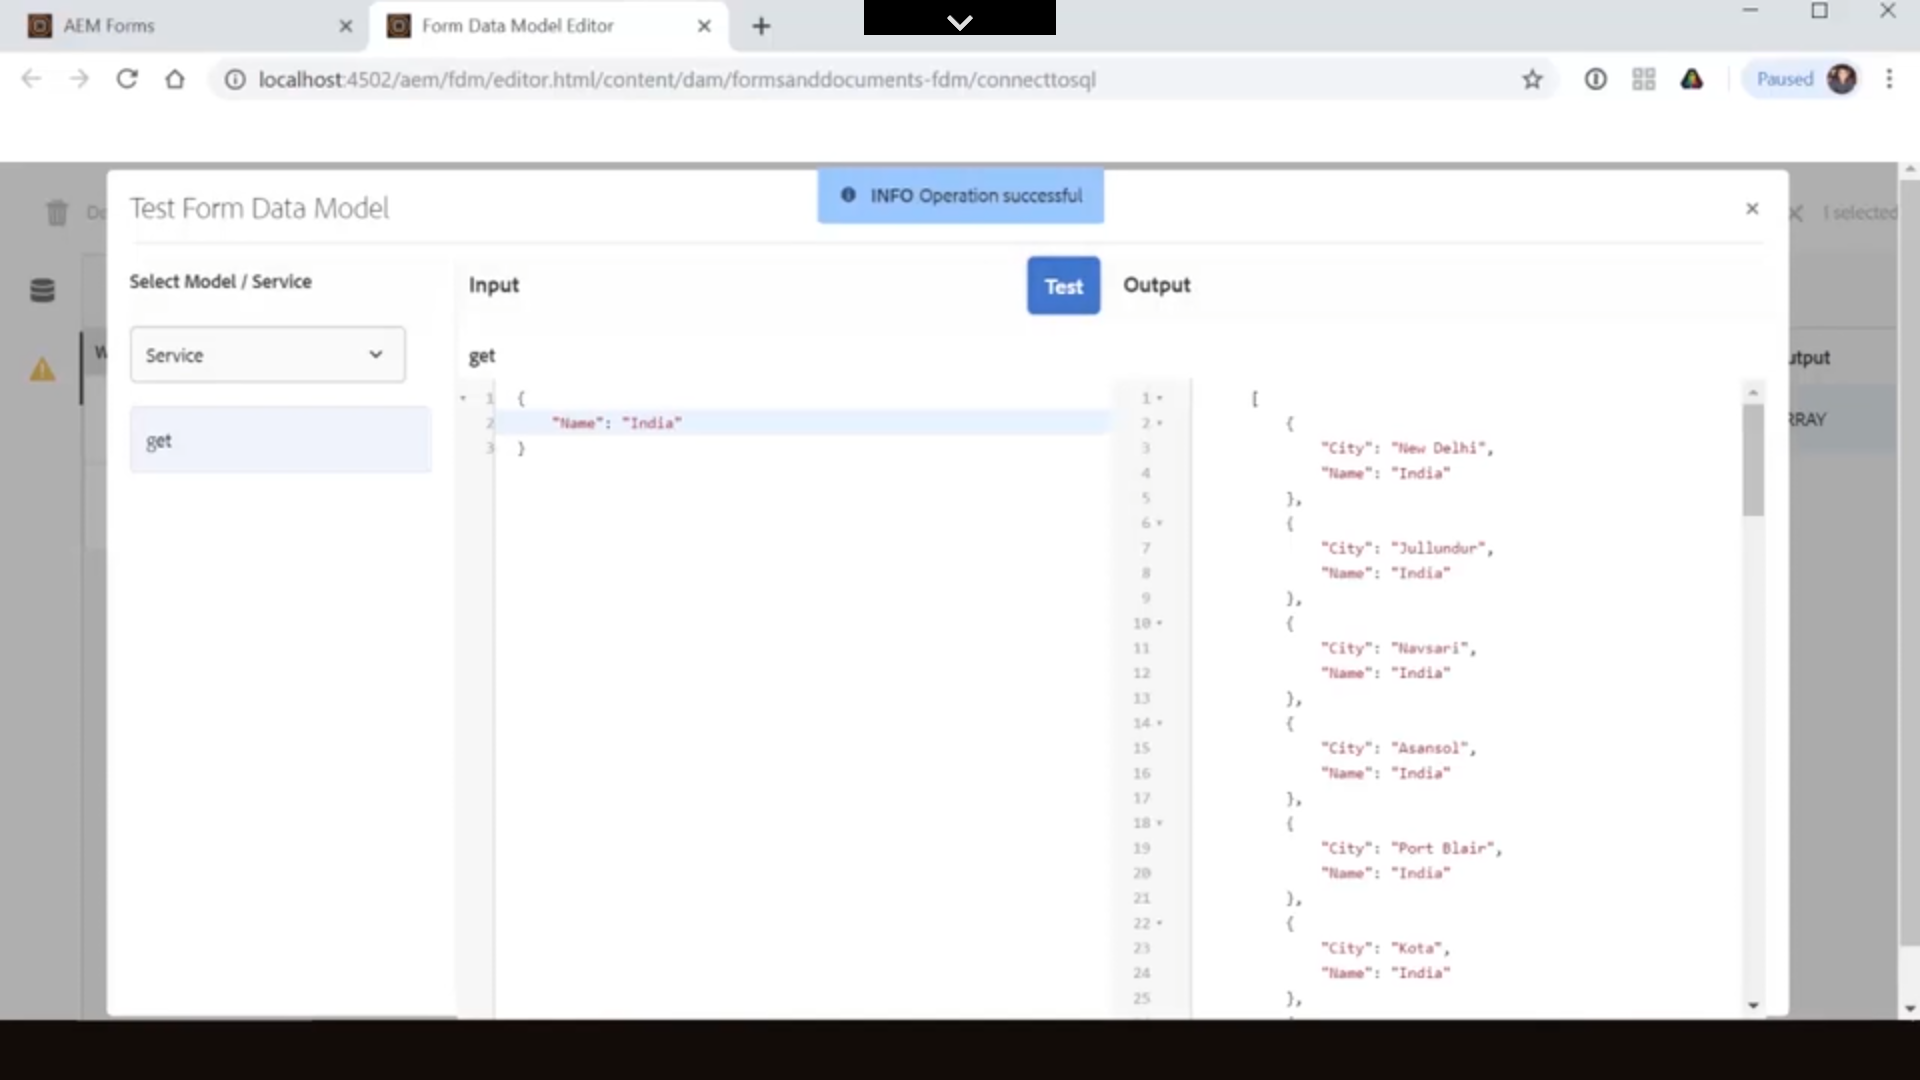 AEM Forms
Form Data Model Editor
localhost:4502/aem/fdm/editor.html/content/dam/formsanddocuments-fdm/connecttosql
Paused
Test Form Data Model
INFO Operation successful
1 selected
Select Model / Service
Input
Test
Output
Service
get
get
1 {
2 "Name": "India"
3 }
1 [
2 {
3 "City": "New Delhi",
4 "Name": "India"
5 },
6 {
7 "City": "Jullundur",
8 "Name": "India"
9 },
10 {
11 "City": "Navsari",
12 "Name": "India"
13 },
14 {
15 "City": "Asansol",
16 "Name": "India"
17 },
18 {
19 "City": "Port Blair",
20 "Name": "India"
21 },
22 {
23 "City": "Kota",
24 "Name": "India"
25 },